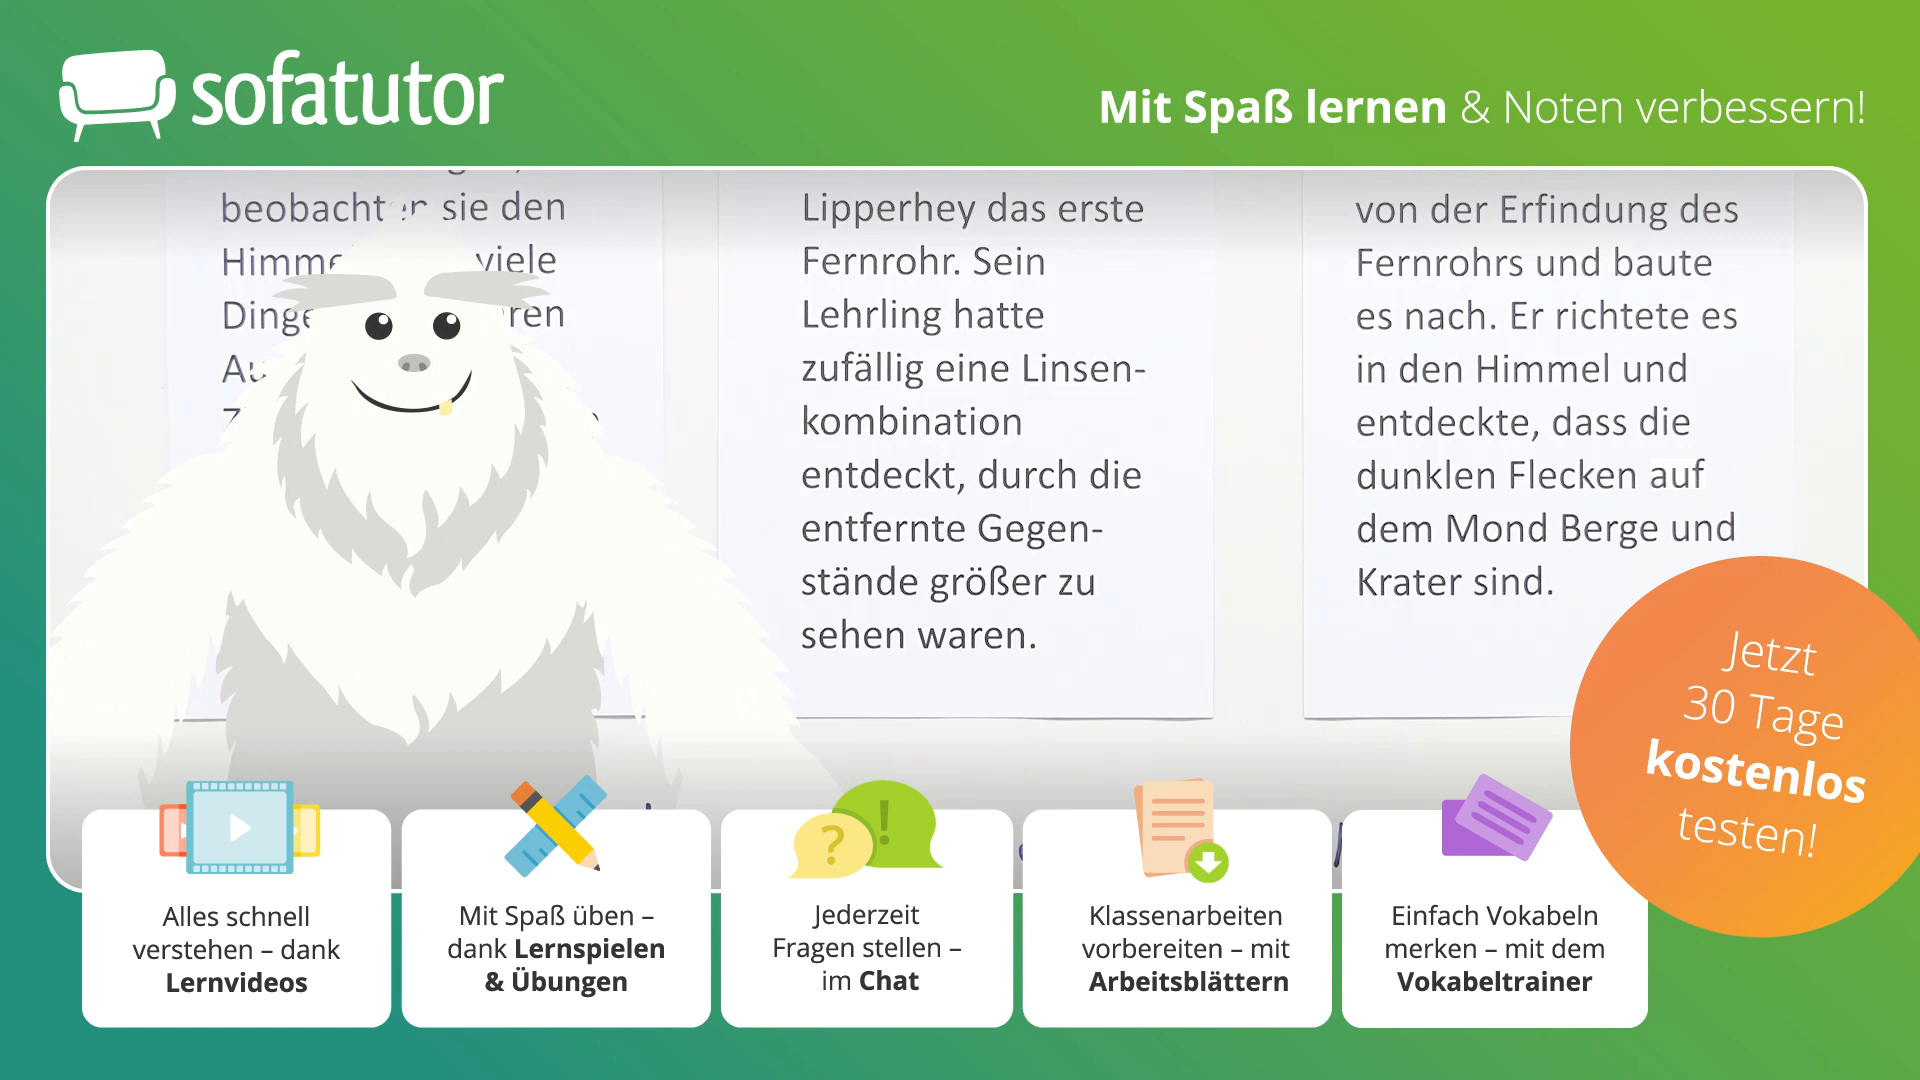 sofatutor
Mit Spaß lernen & Noten verbessern!
sie den
viele
Lipperhey das erste
Fernrohr. Sein
Lehrling hatte
zufällig eine Linsen-
kombination
entdeckt, durch die
entfernte Gegen-
stände größer zu
sehen waren.
von der Erfindung des
Fernrohrs und baute
es nach. Er richtete es
in den Himmel und
entdeckte, dass die
dunklen Flecken auf
dem Mond Berge und
Krater sind.
Jetzt
30 Tage
kostenlos
testen!
?
!
Alles schnell
verstehen – dank
Lernvideos
Mit Spaß üben –
dank Lernspielen
& Übungen
Jederzeit
Fragen stellen –
im Chat
Klassenarbeiten
vorbereiten – mit
Arbeitsblättern
Einfach Vokabeln
merken – mit dem
Vokabeltrainer